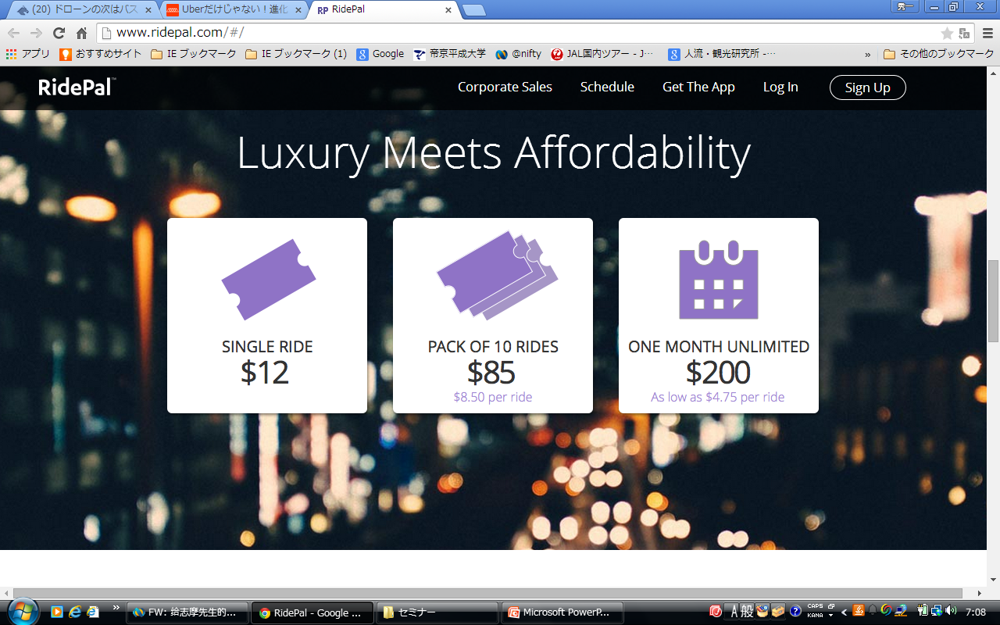 (20) ドローンの次はバス
Uberだけじゃない！進化
RP RidePal
秀一
www.ridepal.com/#/
アプリ おすすめサイト IE ブックマーク IE ブックマーク (1) Google 帝京平成大学 @nifty JAL国内ツアー - J… 人流・観光研究所 -… » その他のブックマーク
RidePal™ Corporate Sales Schedule Get The App Log In Sign Up
Luxury Meets Affordability
SINGLE RIDE
$12
PACK OF 10 RIDES
$85
$8.50 per ride
ONE MONTH UNLIMITED
$200
As low as $4.75 per ride
FW: 给志摩先生的... RidePal - Google ... セミナー Microsoft PowerP... A 般 CAPS KANA 7:08